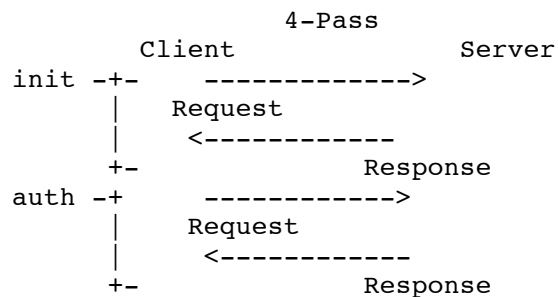 4-Pass
Client Server
init -+- ------------->
| Request
| <-------------
+- Response
auth -+ ------------>
| Request
| <-------------
+- Response